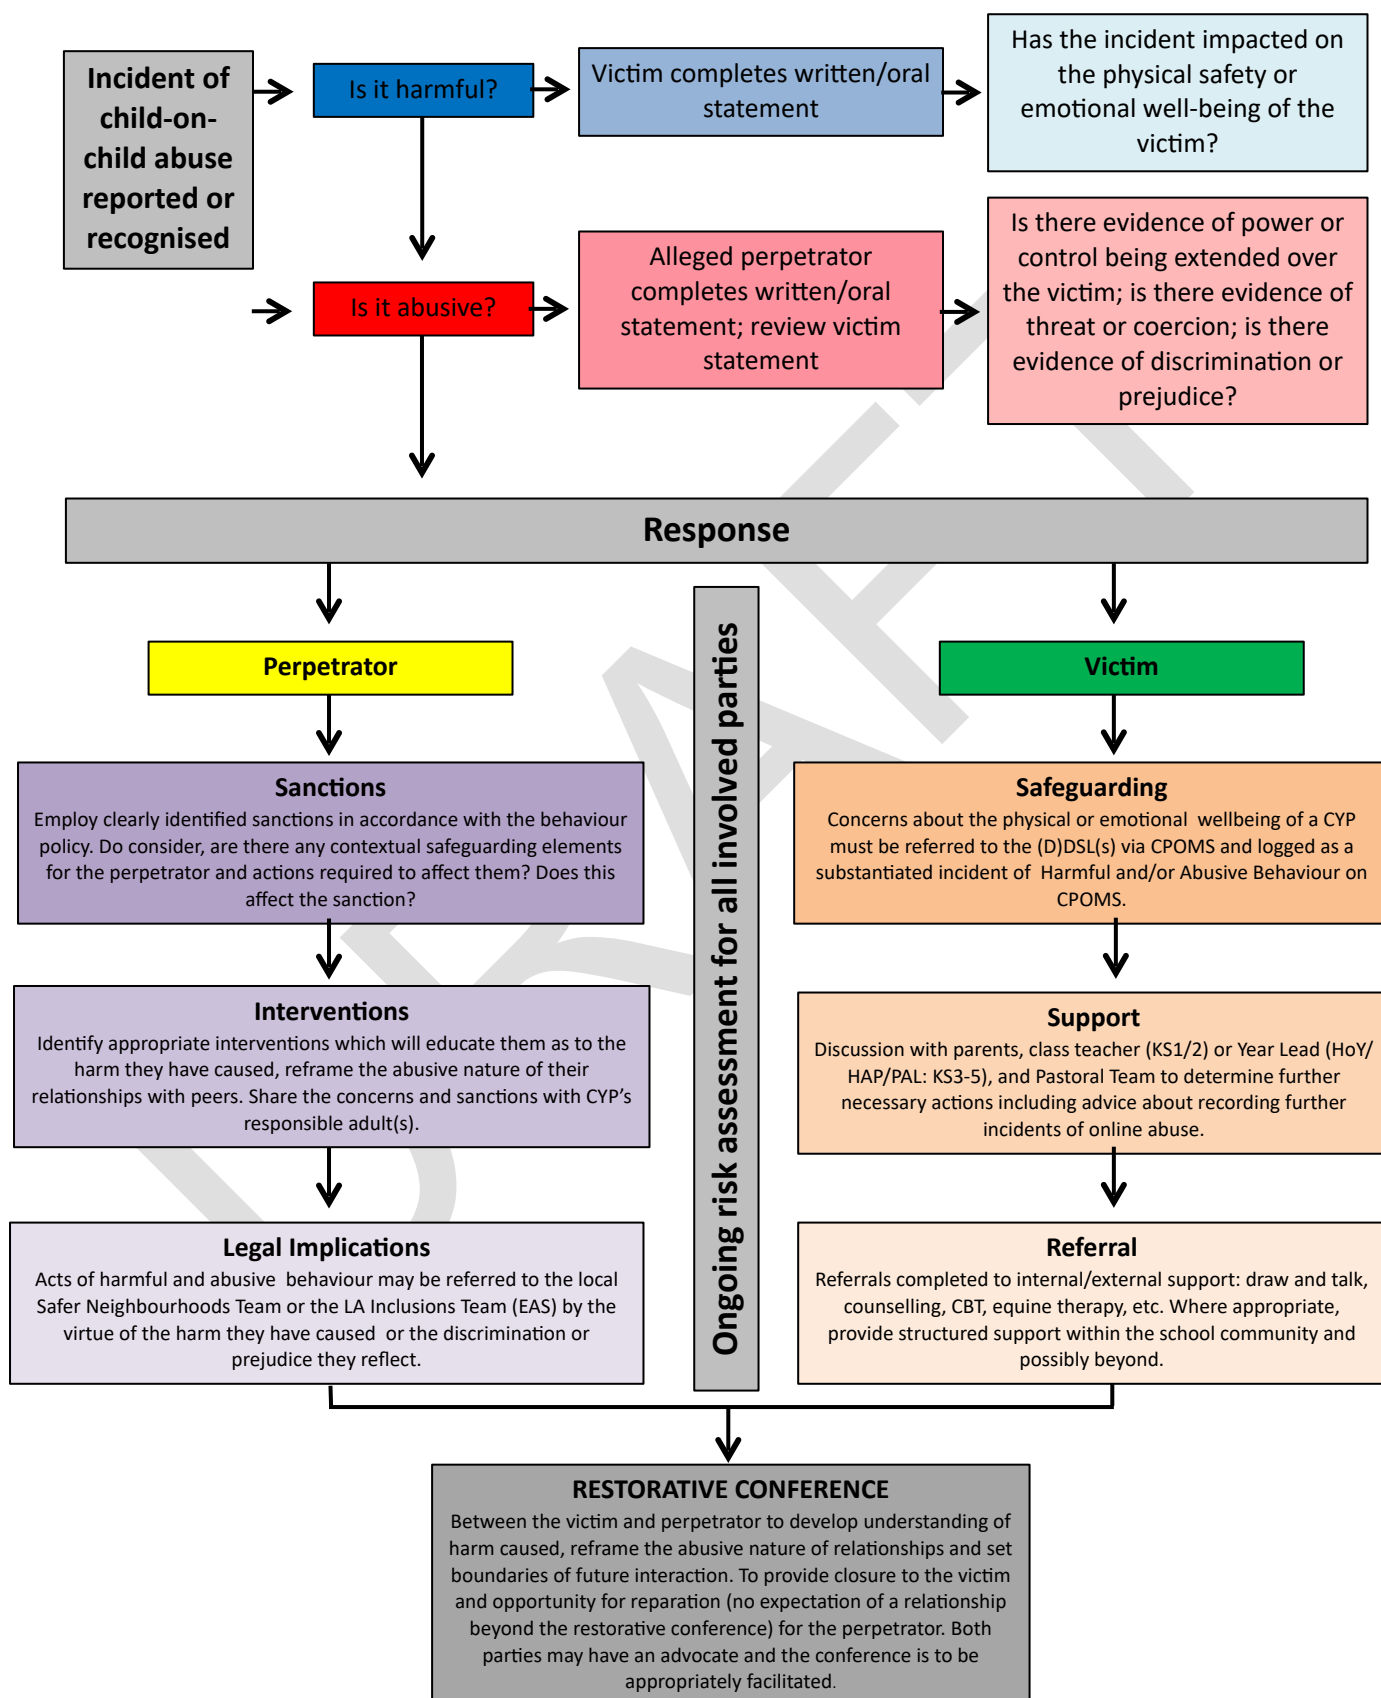 Incident of
child-on-
child abuse
reported or
recognised
Is it harmful?
Victim completes written/oral
statement
Has the incident impacted on
the physical safety or
emotional well-being of the
victim?
Is it abusive?
Alleged perpetrator
completes written/oral
statement; review victim
statement
Is there evidence of power or
control being extended over
the victim; is there evidence of
threat or coercion; is there
evidence of discrimination or
prejudice?
Response
Perpetrator
Sanctions
Employ clearly identified sanctions in accordance with the behaviour
policy. Do consider, are there any contextual safeguarding elements
for the perpetrator and actions required to affect them? Does this
affect the sanction?
Interventions
Identify appropriate interventions which will educate them as to the
harm they have caused, reframe the abusive nature of their
relationships with peers. Share the concerns and sanctions with CYP’s
responsible adult(s).
Legal Implications
Acts of harmful and abusive behaviour may be referred to the local
Safer Neighbourhoods Team or the LA Inclusions Team (EAS) by the
virtue of the harm they have caused or the discrimination or
prejudice they reflect.
Ongoing risk assessment for all involved parties
Victim
Safeguarding
Concerns about the physical or emotional wellbeing of a CYP
must be referred to the (D)DSL(s) via CPOMS and logged as a
substantiated incident of Harmful and/or Abusive Behaviour on
CPOMS.
Support
Discussion with parents, class teacher (KS1/2) or Year Lead (HoY/
HAP/PAL: KS3-5), and Pastoral Team to determine further
necessary actions including advice about recording further
incidents of online abuse.
Referral
Referrals completed to internal/external support: draw and talk,
counselling, CBT, equine therapy, etc. Where appropriate,
provide structured support within the school community and
possibly beyond.
RESTORATIVE CONFERENCE
Between the victim and perpetrator to develop understanding of
harm caused, reframe the abusive nature of relationships and set
boundaries of future interaction. To provide closure to the victim
and opportunity for reparation (no expectation of a relationship
beyond the restorative conference) for the perpetrator. Both
parties may have an advocate and the conference is to be
appropriately facilitated.
DRAFT